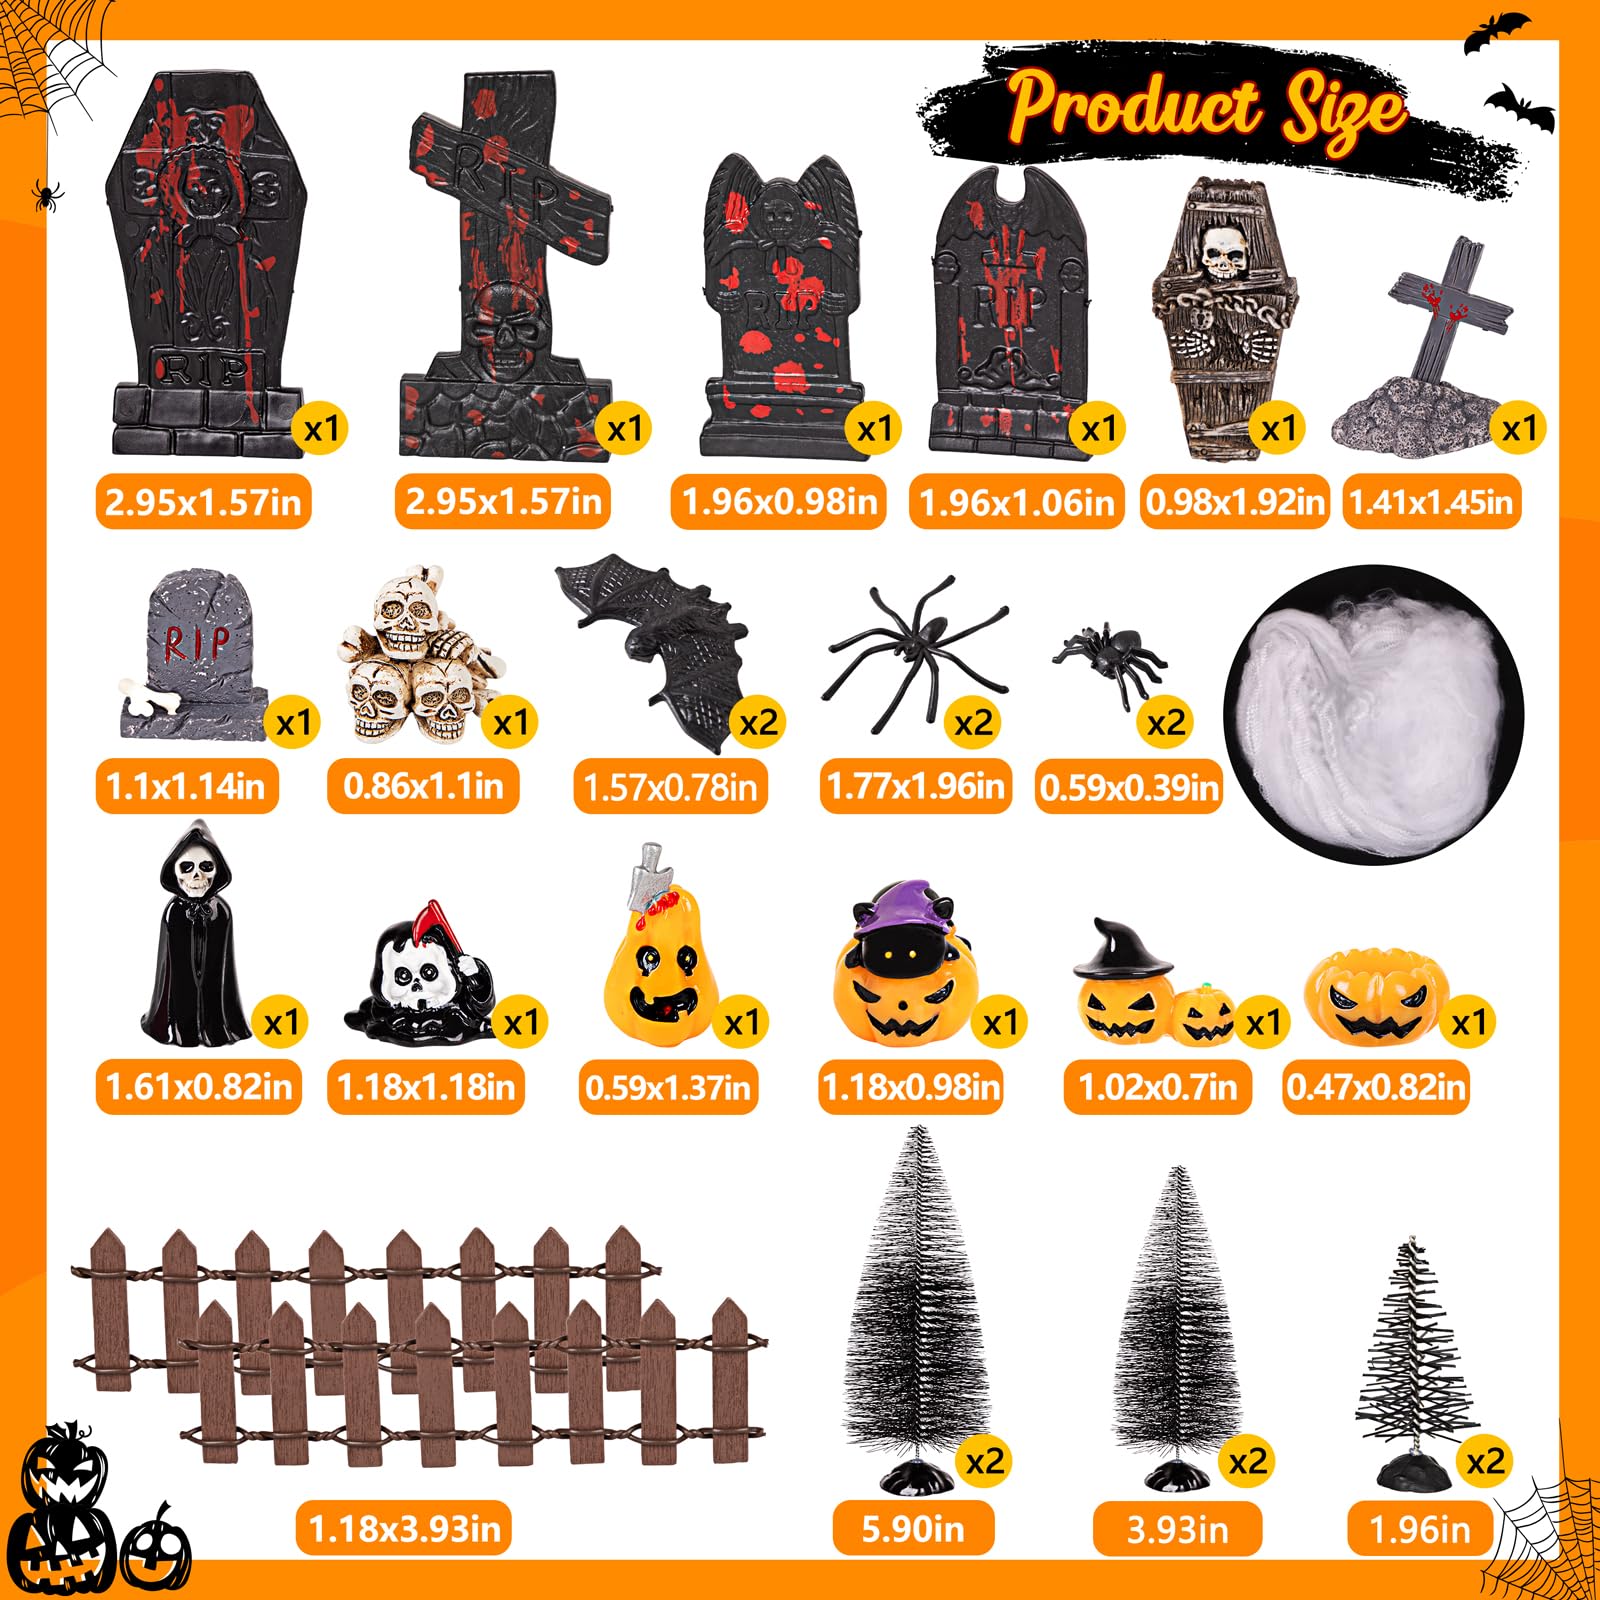 Product Size
RIP
RIP
RIP
RIP
x1
x1
x1
x1
x1
x1
2.95x1.57in
2.95x1.57in
1.96x0.98in
1.96x1.06in
0.98x1.92in
1.41x1.45in
RIP
x1
x1
x2
x2
x2
1.1x1.14in
0.86x1.1in
1.57x0.78in
1.77x1.96in
0.59x0.39in
x1
x1
x1
x1
x1
x1
1.61x0.82in
1.18x1.18in
0.59x1.37in
1.18x0.98in
1.02x0.7in
0.47x0.82in
x2
x2
x2
1.18x3.93in
5.90in
3.93in
1.96in